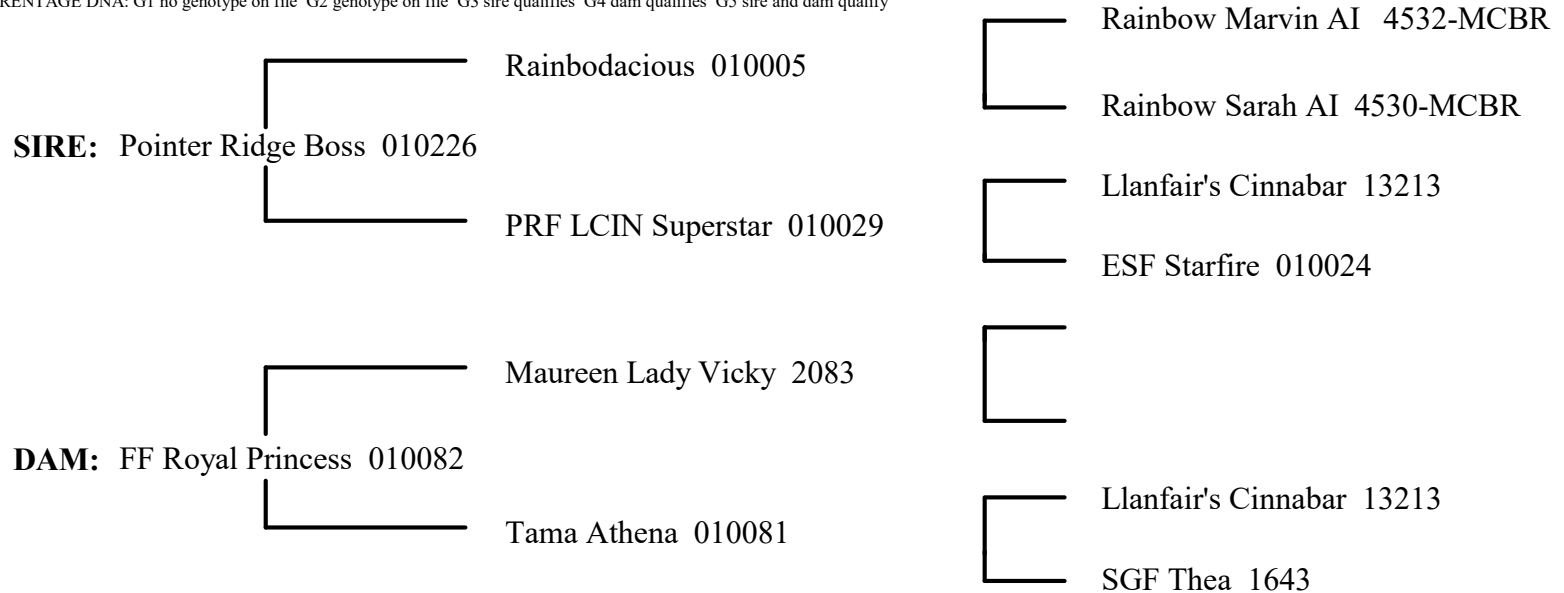 PARENTAGE DNA: G1 no genotype on file G2 genotype on file G3 sire qualifies G4 dam qualifies G5 sire and dam qualify
Rainbow Marvin AI 4532-MCBR
Rainbodacious 010005
Rainbow Sarah AI 4530-MCBR
SIRE: Pointer Ridge Boss 010226
Llanfair's Cinnabar 13213
PRF LCIN Superstar 010029
ESF Starfire 010024
Maureen Lady Vicky 2083
DAM: FF Royal Princess 010082
Llanfair's Cinnabar 13213
Tama Athena 010081
SGF Thea 1643